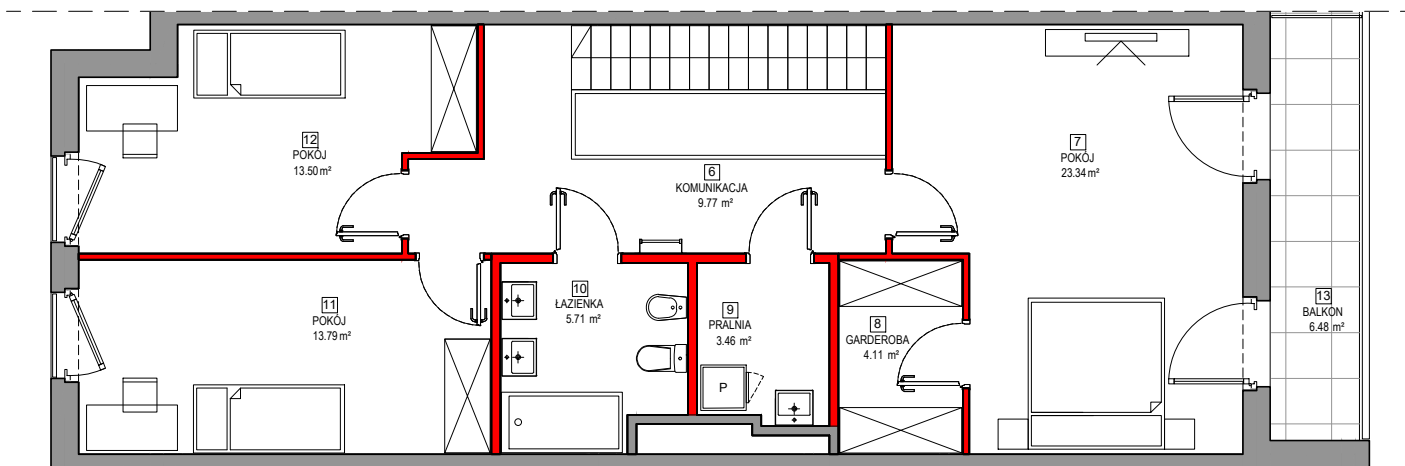 12
POKÓJ
13.50 m²
6
KOMUNIKACJA
9.77 m²
7
POKÓJ
23.34 m²
11
POKÓJ
13.79 m²
10
ŁAZIENKA
5.71 m²
9
PRALNIA
3.46 m²
P
8
GARDEROBA
4.11 m²
13
BALKON
6.48 m²